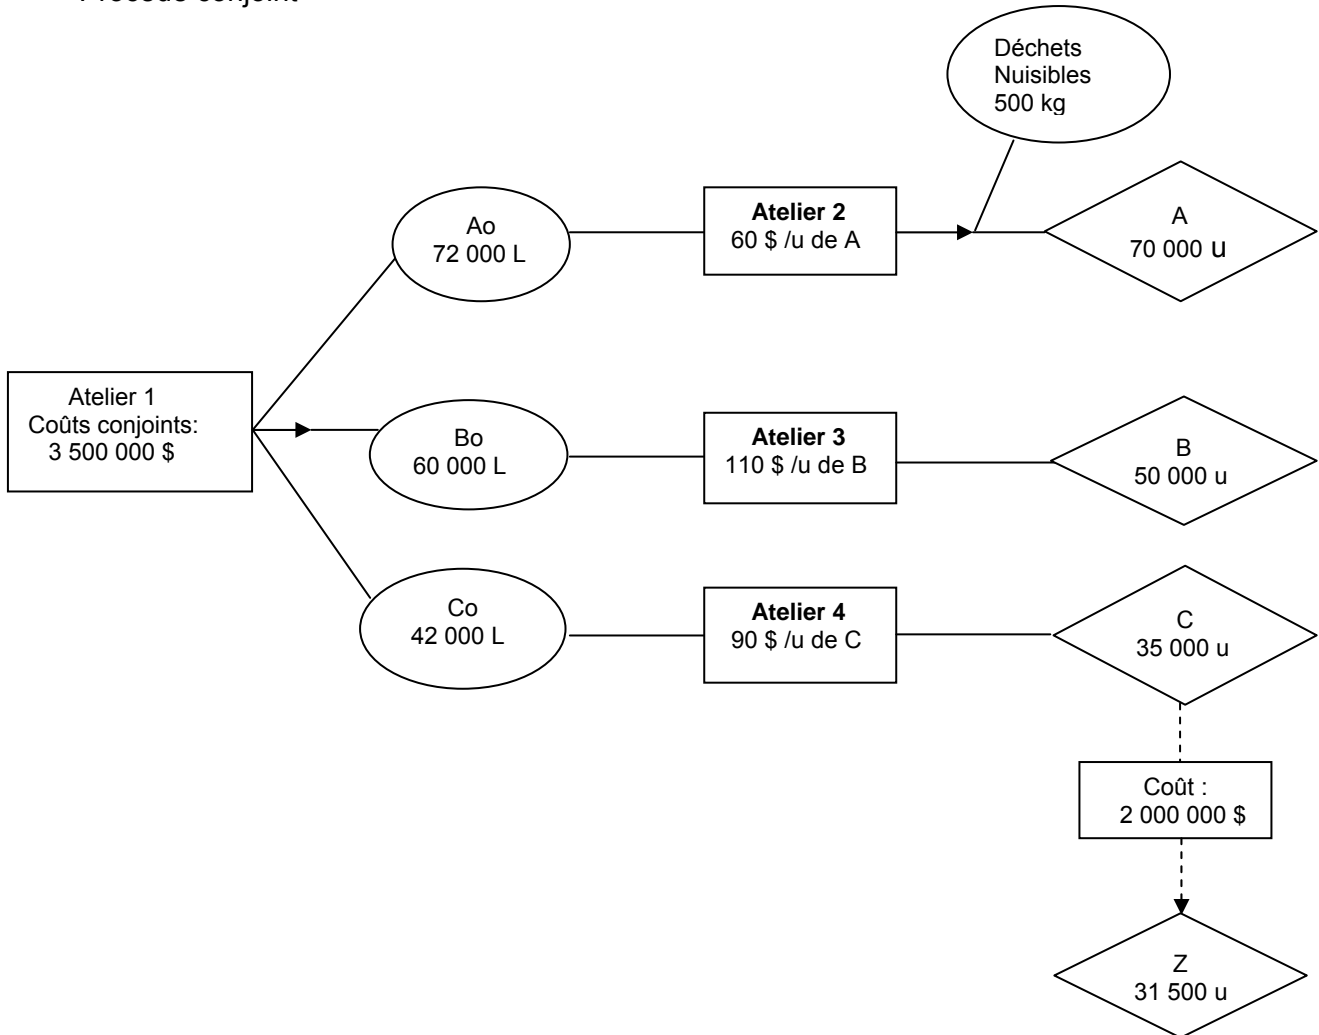 Déchets
Nuisibles
500 kg
Ao
72 000 L
Atelier 2
60 $ /u de A
A
70 000 u
Atelier 1
Coûts conjoints:
3 500 000 $
Bo
60 000 L
Atelier 3
110 $ /u de B
B
50 000 u
Co
42 000 L
Atelier 4
90 $ /u de C
C
35 000 u
Coût :
2 000 000 $
Z
31 500 u